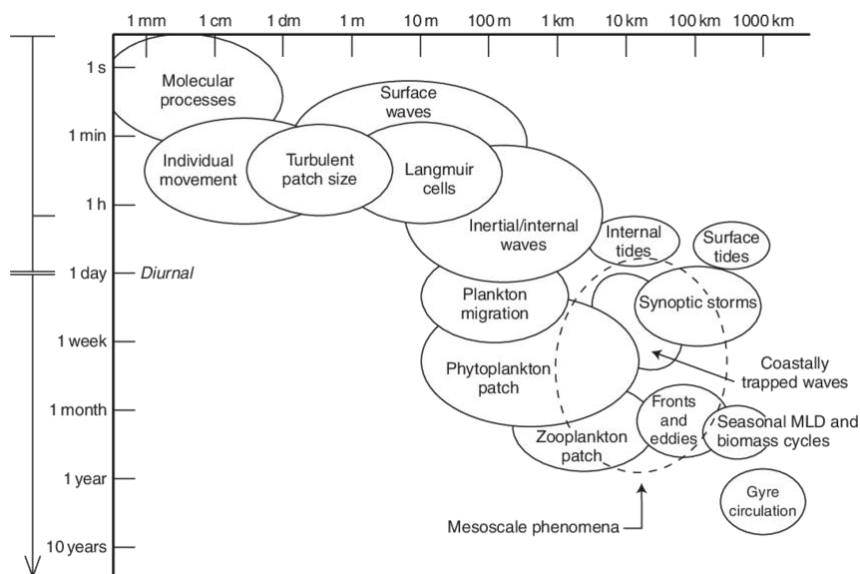 1 mm 1 cm 1 dm 1 m 10 m 100 m 1 km 10 km 100 km 1000 km
1 s
1 min
1 h
1 day
1 week
1 month
1 year
10 years
Diurnal
Molecular
processes
Surface
waves
Individual
movement
Turbulent
patch size
Langmuir
cells
Inertial/internal
waves
Internal
tides
Surface
tides
Plankton
migration
Synoptic storms
Phytoplankton
patch
Coastally
trapped waves
Fronts
and
eddies
Seasonal MLD and
biomass cycles
Zooplankton
patch
Gyre
circulation
Mesoscale phenomena